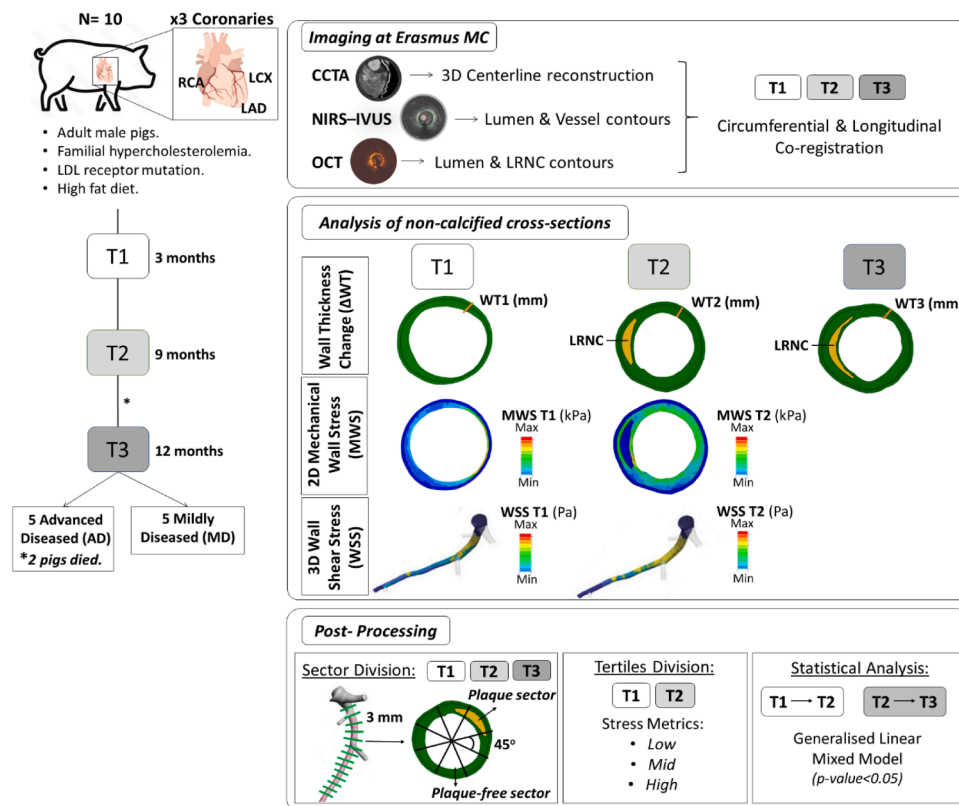 N= 10
x3 Coronaries
RCA
LCX
LAD
• Adult male pigs.
• Familial hypercholesterolemia.
• LDL receptor mutation.
• High fat diet.
T1
3 months
T2
9 months
*
T3
12 months
5 Advanced
Diseased (AD)
*2 pigs died.
5 Mildly
Diseased (MD)
Imaging at Erasmus MC
CCTA
3D Centerline reconstruction
NIRS–IVUS
Lumen & Vessel contours
OCT
Lumen & LRNC contours
T1
T2
T3
Circumferential & Longitudinal
Co-registration
Analysis of non-calcified cross-sections
T1
T2
T3
Wall Thickness
Change (ΔWT)
WT1 (mm)
WT2 (mm)
WT3 (mm)
LRNC
LRNC
2D Mechanical
Wall Stress
(MWS)
MWS T1 (kPa)
Max
Min
MWS T2 (kPa)
Max
Min
3D Wall
Shear Stress
(WSS)
WSS T1 (Pa)
Max
Min
WSS T2 (Pa)
Max
Min
Post- Processing
Sector Division:
T1
T2
T3
3 mm
Plaque sector
45°
Plaque-free sector
Tertiles Division:
T1
T2
Stress Metrics:
• Low
• Mid
• High
Statistical Analysis:
T1 → T2
T2 → T3
Generalised Linear
Mixed Model
(p-value<0.05)